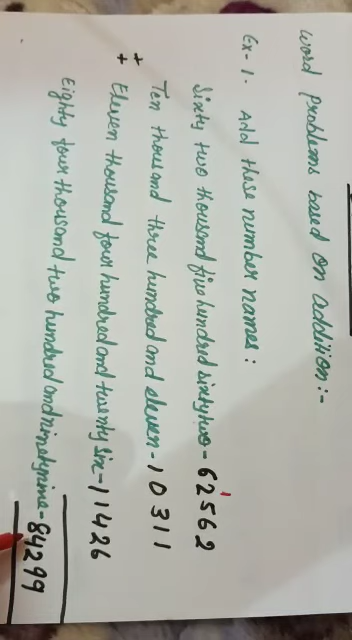 Word problems based on addition:-
Ex-1. Add these number names:
Sixty two thousand five hundred sixty two - 62562
Ten thousand three hundred and eleven - 10311
+ Eleven thousand four hundred and twenty six - 11426
+
Eighty four thousand two hundred and ninety nine - 84299
1